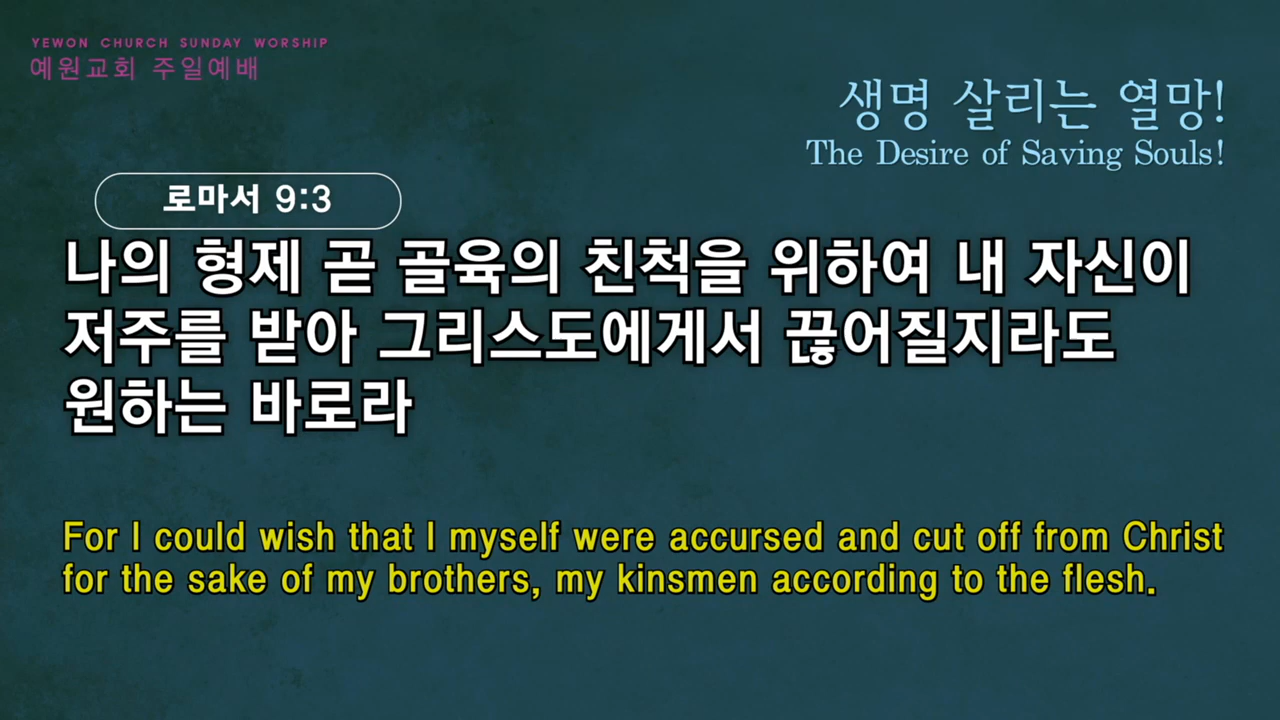 YEWON CHURCH SUNDAY WORSHIP
예원교회 주일예배
생명 살리는 열망!
The Desire of Saving Souls!
로마서 9:3
나의 형제 곧 골육의 친척을 위하여 내 자신이
저주를 받아 그리스도에게서 끊어질지라도
원하는 바로라
For I could wish that I myself were accursed and cut off from Christ
for the sake of my brothers, my kinsmen according to the flesh.